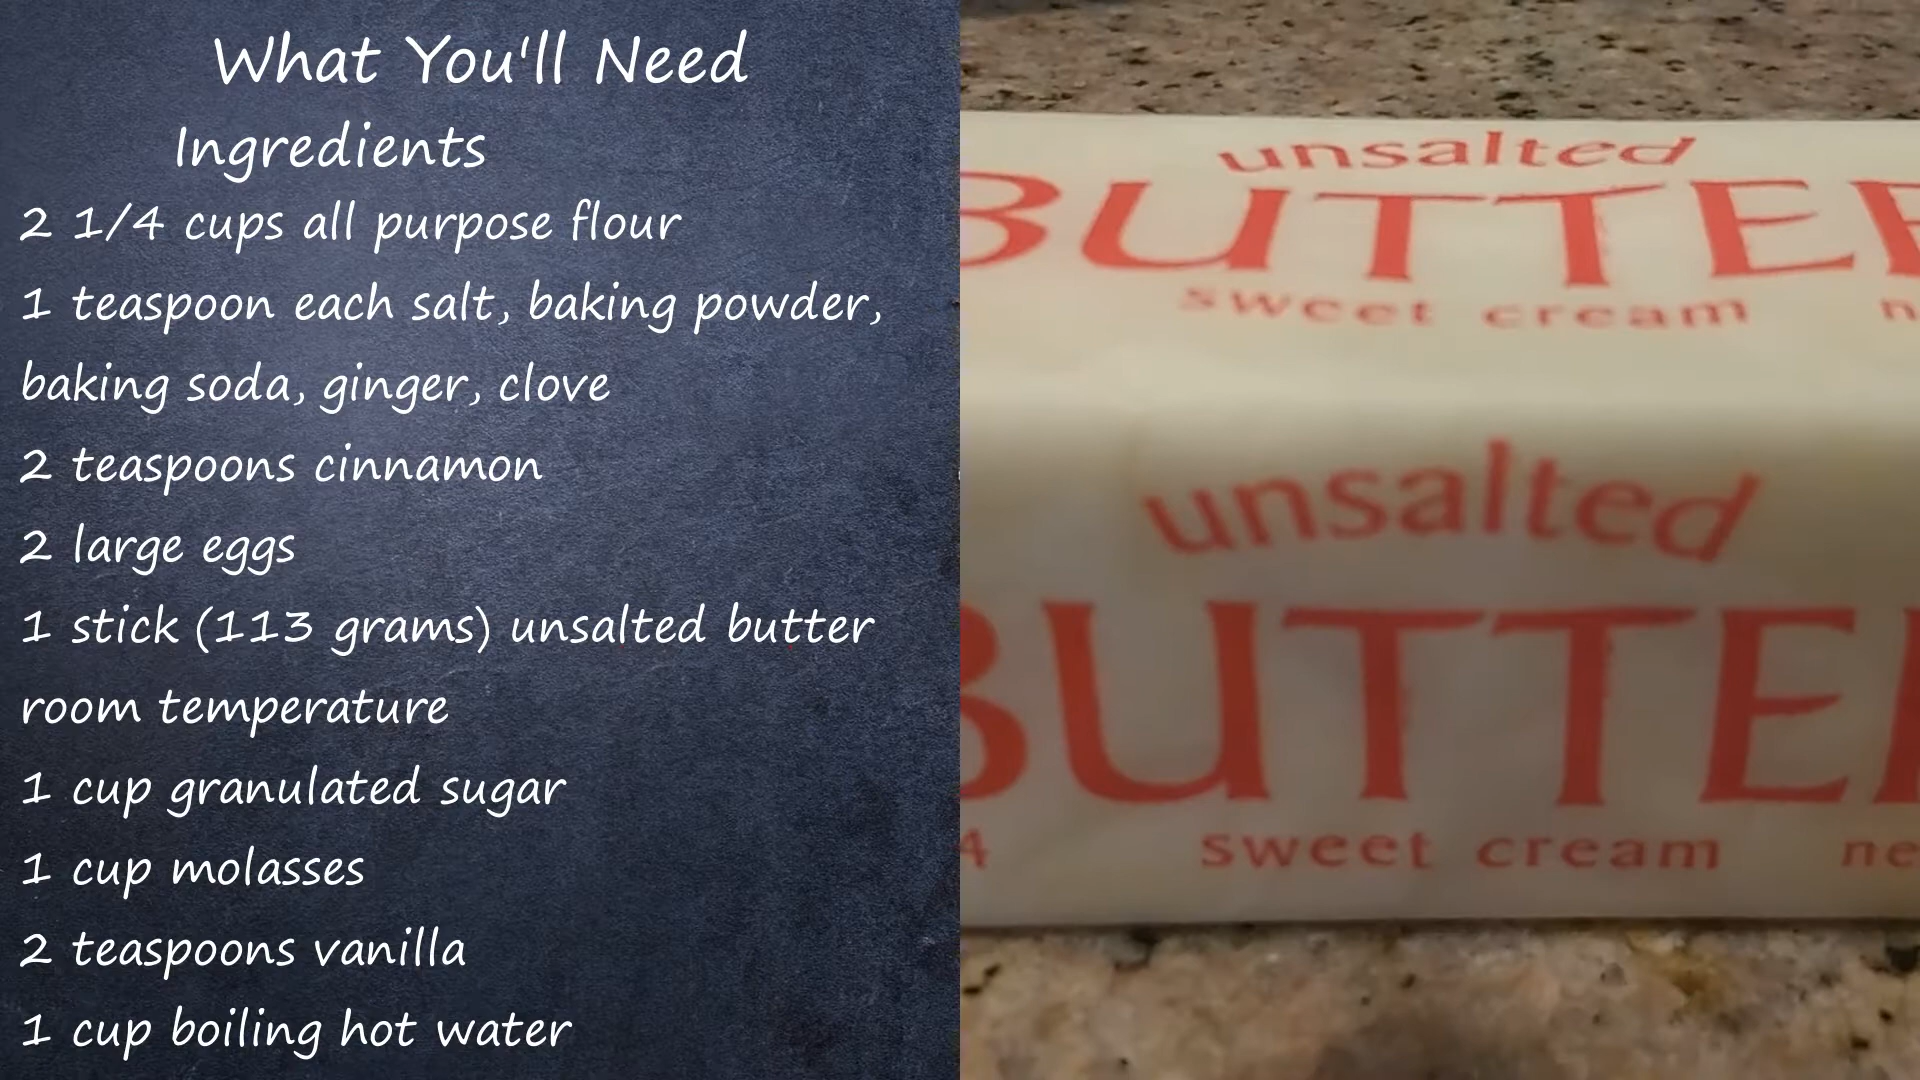 What You'll Need
Ingredients
2 1/4 cups all purpose flour
1 teaspoon each salt, baking powder,
baking soda, ginger, clove
2 teaspoons cinnamon
2 large eggs
1 stick (113 grams) unsalted butter
room temperature
1 cup granulated sugar
1 cup molasses
2 teaspoons vanilla
1 cup boiling hot water
unsalted
BUTTER
sweet cream
unsalted
BUTTER
4 sweet cream